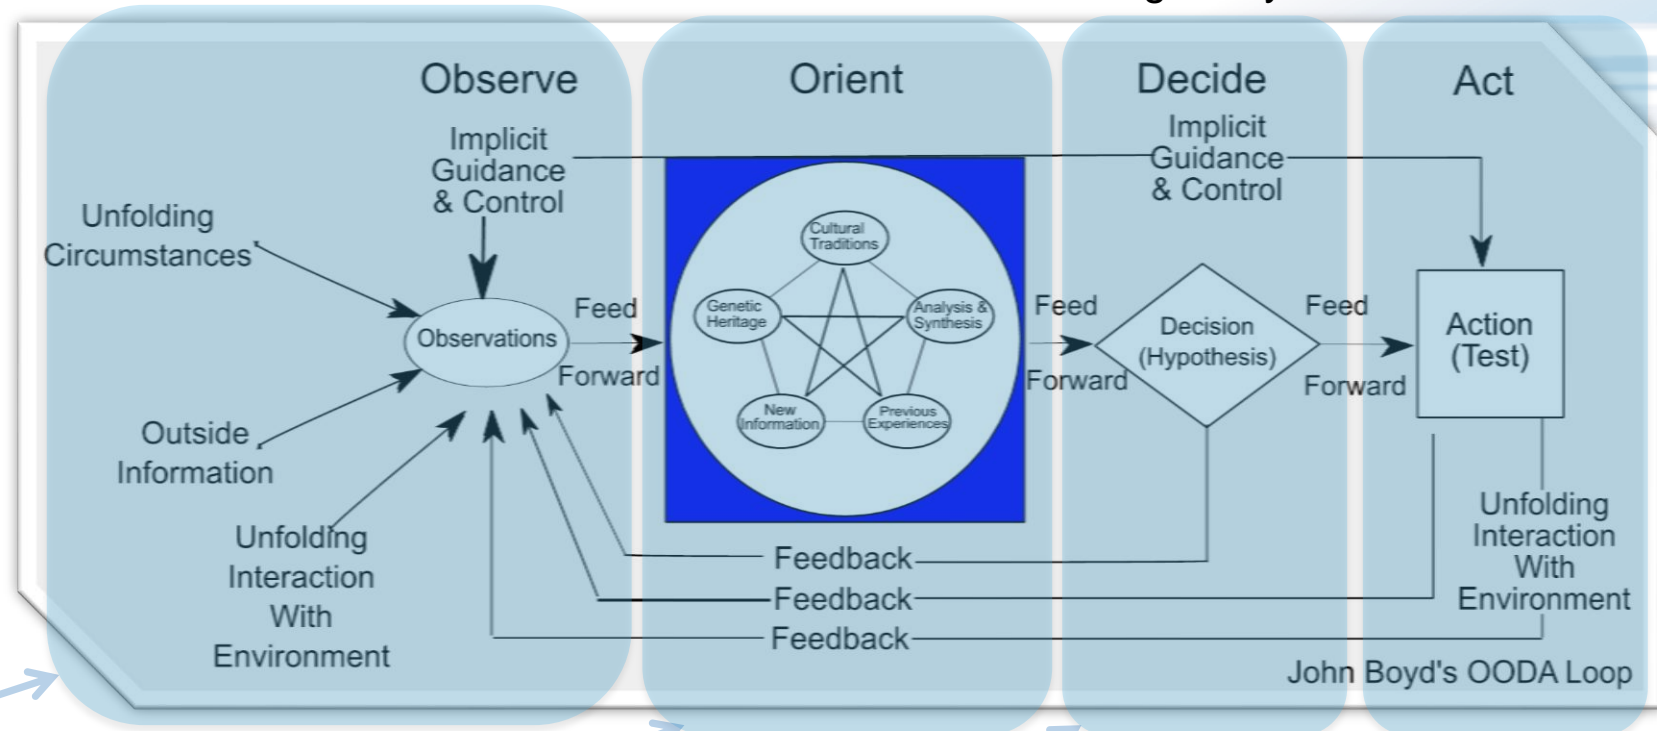 Observe
Orient
Decide
Act
Implicit
Guidance
& Control
Implicit
Guidance
& Control
Unfolding
Circumstances
Observations
Feed
Forward
Cultural
Traditions
Genetic
Heritage
Analysis &
Synthesis
New
Information
Previous
Experiences
Feed
Forward
Decision
(Hypothesis)
Feed
Forward
Action
(Test)
Outside
Information
Unfolding
Interaction
With
Environment
Unfolding
Interaction
With
Environment
Feedback
Feedback
Feedback
John Boyd's OODA Loop